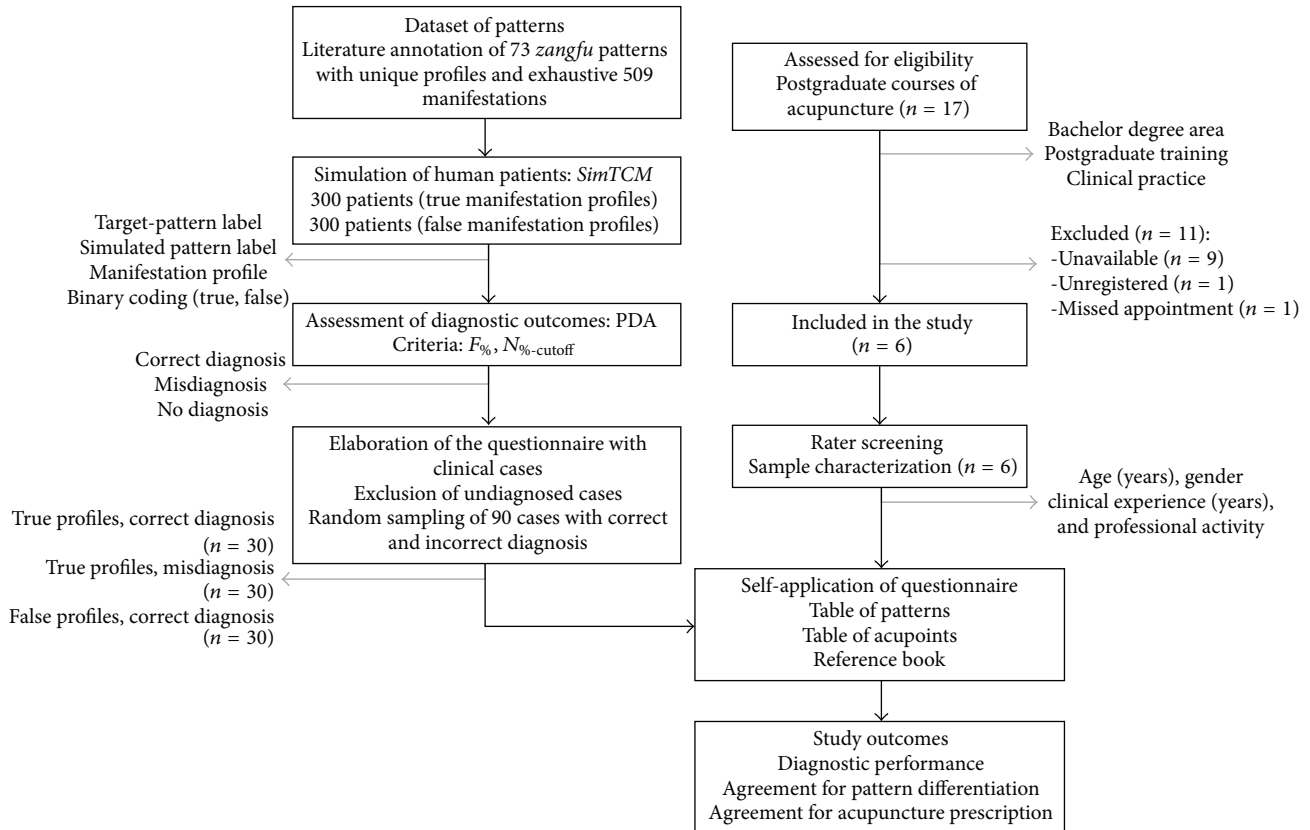 Dataset of patterns
Literature annotation of 73 zangfu patterns
with unique profiles and exhaustive 509
manifestations
Simulation of human patients: SimTCM
300 patients (true manifestation profiles)
300 patients (false manifestation profiles)
Target-pattern label
Simulated pattern label
Manifestation profile
Binary coding (true, false)
Assessment of diagnostic outcomes: PDA
Criteria: F%, N%-cutoff
Correct diagnosis
Misdiagnosis
No diagnosis
Elaboration of the questionnaire with
clinical cases
Exclusion of undiagnosed cases
Random sampling of 90 cases with correct
and incorrect diagnosis
True profiles, correct diagnosis
(n = 30)
True profiles, misdiagnosis
(n = 30)
False profiles, correct diagnosis
(n = 30)
Assessed for eligibility
Postgraduate courses of
acupuncture (n = 17)
Bachelor degree area
Postgraduate training
Clinical practice
Excluded (n = 11):
-Unavailable (n = 9)
-Unregistered (n = 1)
-Missed appointment (n = 1)
Included in the study
(n = 6)
Rater screening
Sample characterization (n = 6)
Age (years), gender
clinical experience (years),
and professional activity
Self-application of questionnaire
Table of patterns
Table of acupoints
Reference book
Study outcomes
Diagnostic performance
Agreement for pattern differentiation
Agreement for acupuncture prescription